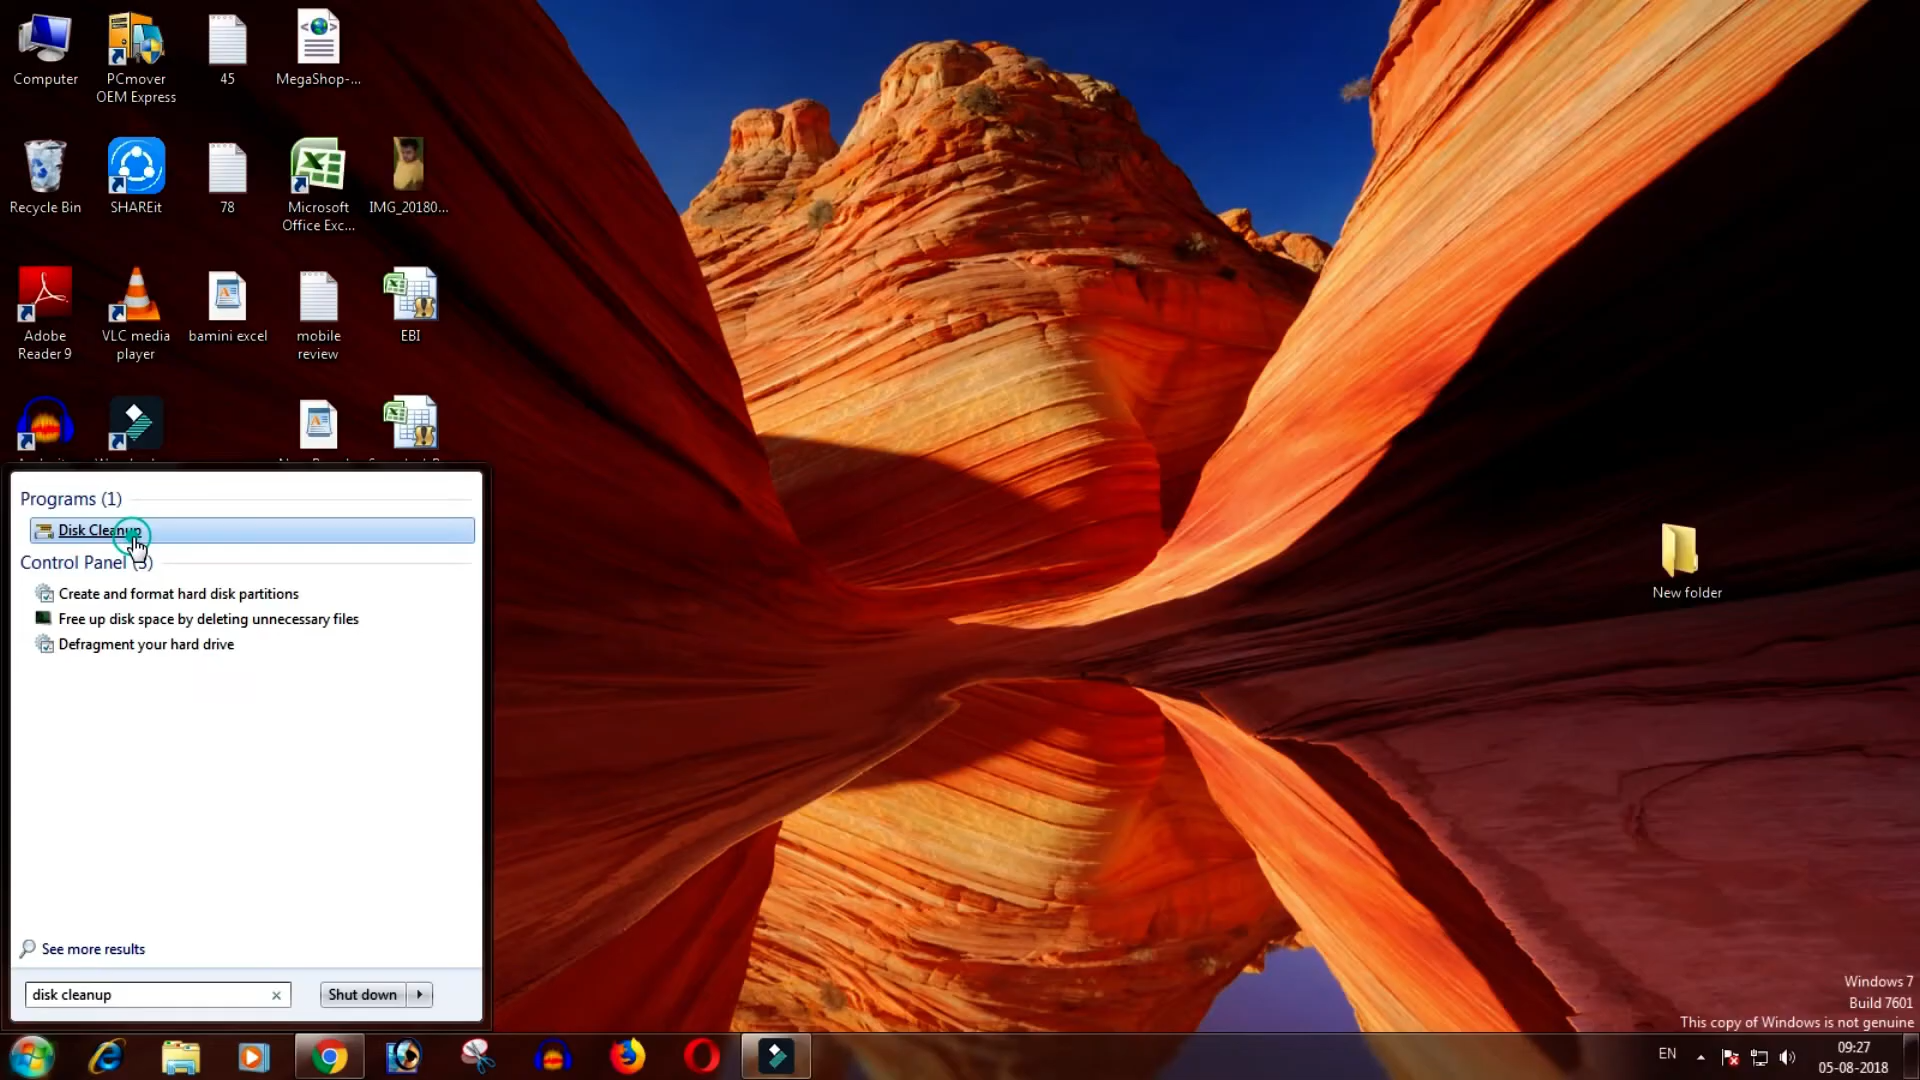 Computer
PCmover
OEM Express
45
MegaShop-...
Recycle Bin
SHAREit
78
Microsoft
Office Exc...
IMG_20180...
Adobe
Reader 9
VLC media
player
bamini excel
mobile
review
EBI
Programs (1)
Disk Cleanup
Control Panel (3)
Create and format hard disk partitions
Free up disk space by deleting unnecessary files
Defragment your hard drive
See more results
disk cleanup
Shut down
New folder
Windows 7
Build 7601
This copy of Windows is not genuine
EN
09:27
05-08-2018